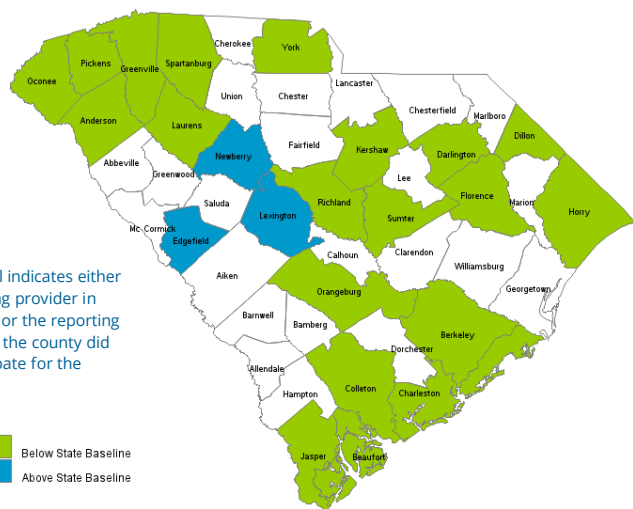 Cherokee
York
Spartanburg
Pickens
Greenville
Oconee
Lancaster
Union
Chester
Chesterfield
Marlboro
Anderson
Laurens
Dillon
Fairfield
Kershaw
Darlington
Newberry
Abbeville
Greenwood
Lee
Florence
Marion
Horry
Saluda
Richland
Lexington
Sumter
Mc Cormick
Edgefield
Calhoun
Clarendon
Williamsburg
Aiken
Georgetown
Orangeburg
l indicates either
ng provider in
or the reporting
the county did
pate for the
Barnwell
Bamberg
Berkeley
Dorchester
Allendale
Colleton
Charleston
Hampton
Jasper
Beaufort
Below State Baseline
Above State Baseline